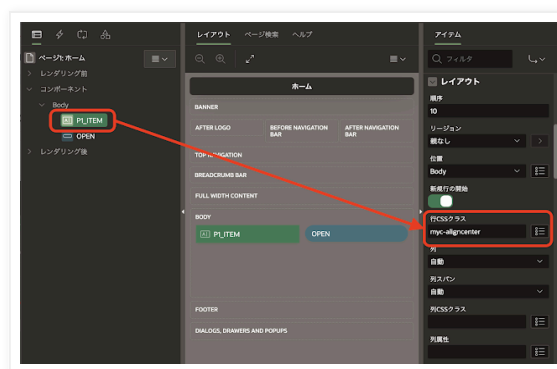 ページ1: ホーム
レンダリング前
コンポーネント
Body
P1_ITEM
OPEN
レンダリング後
レイアウト
ページ検索
ヘルプ
ホーム
BANNER
AFTER LOGO
BEFORE NAVIGATION
BAR
AFTER NAVIGATION
BAR
TOP NAVIGATION
BREADCRUMB BAR
FULL WIDTH CONTENT
BODY
P1_ITEM
OPEN
FOOTER
DIALOGS, DRAWERS AND POPUPS
アイテム
フィルタ
レイアウト
順序
10
リージョン
親なし
位置
Body
新規行の開始
行CSSクラス
myc-aligncenter
列
自動
列スパン
自動
列CSSクラス
列属性